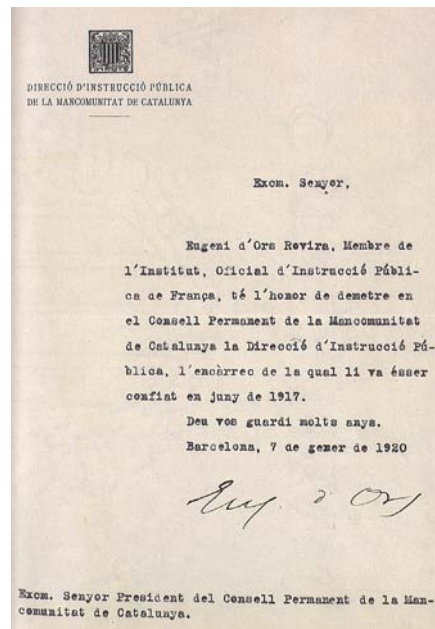 DIRECCIÓ D'INSTRUCCIÓ PÚBLICA
DE LA MANCOMUNITAT DE CATALUNYA
Excm. Senyor,
Eugeni d'Ors Rovira, Membre de
l'Institut, Oficial d'Instrucció Públi-
ca de França, té l'honor de demetre en
el Consell Permanent de la Mancomunitat
de Catalunya la Direcció d'Instrucció Pú-
blica, l'encàrrec de la qual li va ésser
confiat en juny de 1917.
Deu vos guardi molts anys.
Barcelona, 7 de gener de 1920
Eug. d'Ors
Excm. Senyor President del Consell Permanent de la Man-
comunitat de Catalunya.